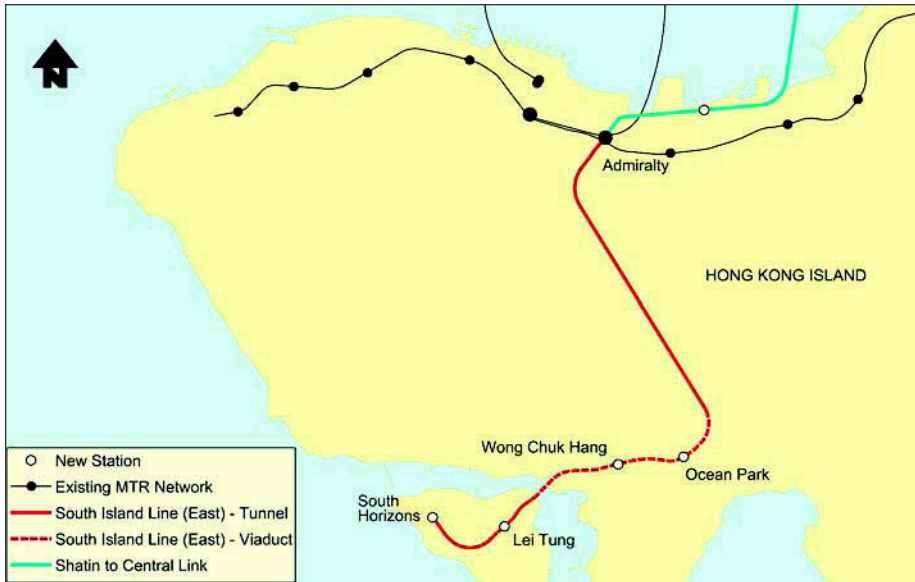 N
Admiralty
HONG KONG ISLAND
Wong Chuk Hang
Ocean Park
South
Horizons
Lei Tung
New Station
Existing MTR Network
South Island Line (East) - Tunnel
South Island Line (East) - Viaduct
Shatin to Central Link